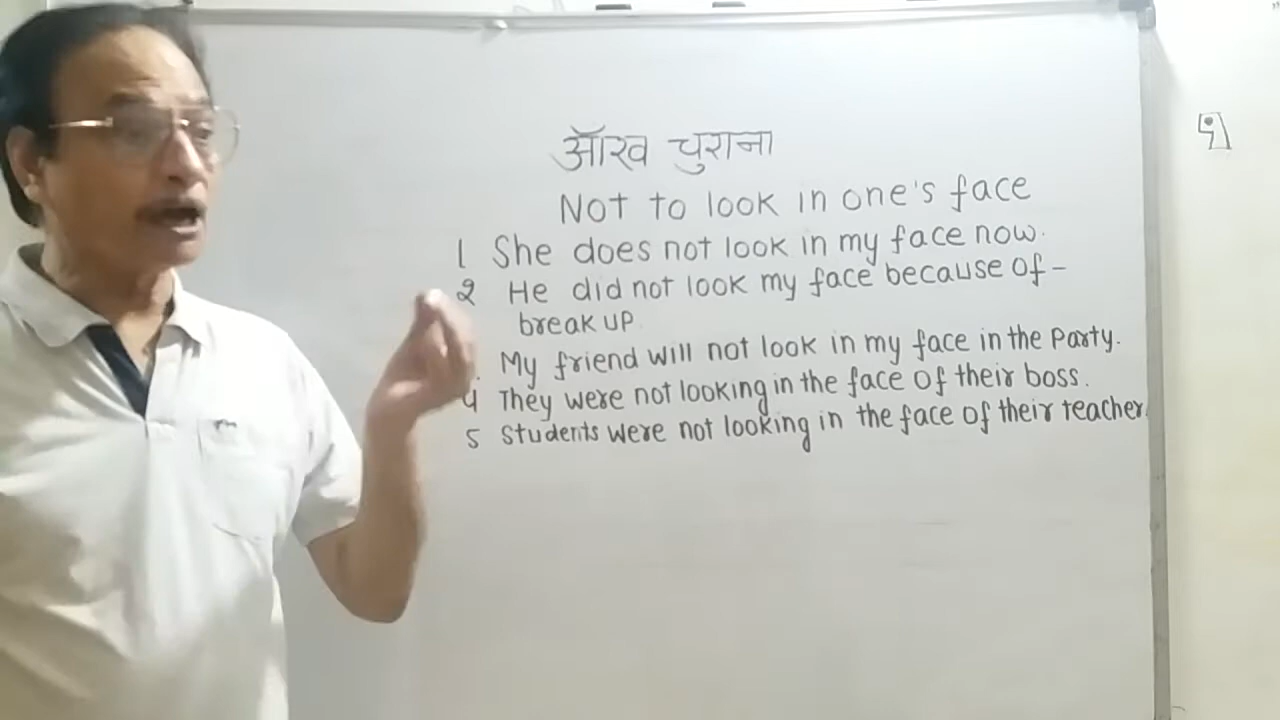 ऑंख चुराना
Not to look in one's face
1 She does not look in my face now.
2 He did not look my face because of -
break up
My friend will not look in my face in the Party.
4 They were not looking in the face of their boss.
5 Students were not looking in the face of their teacher.